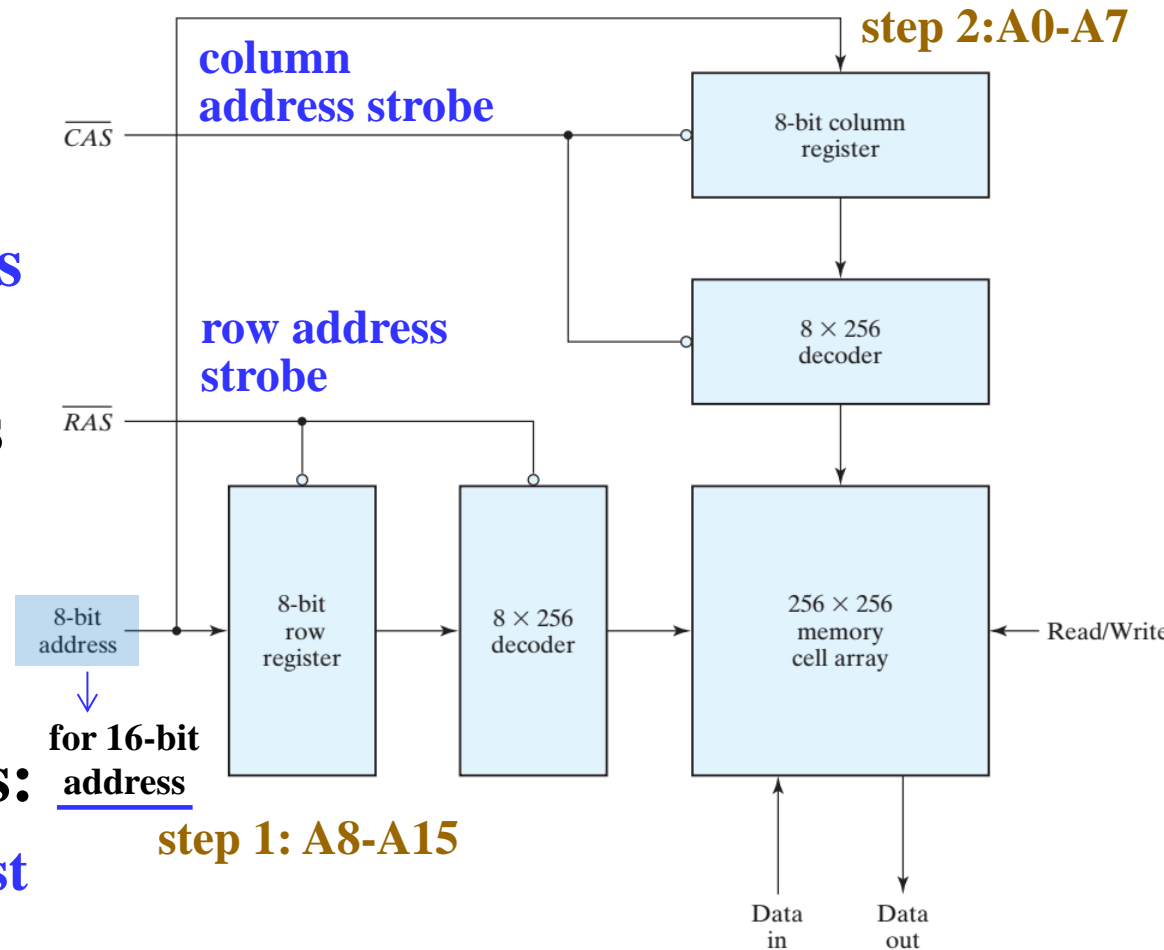 step 2:A0-A7
column
address strobe
CAS
8-bit column
register
s
row address
strobe
8 × 256
decoder
RAS
s
8-bit
address
8-bit
row
register
8 × 256
decoder
256 × 256
memory
cell array
Read/Write
for 16-bit
address
s:
step 1: A8-A15
st
Data
in
Data
out